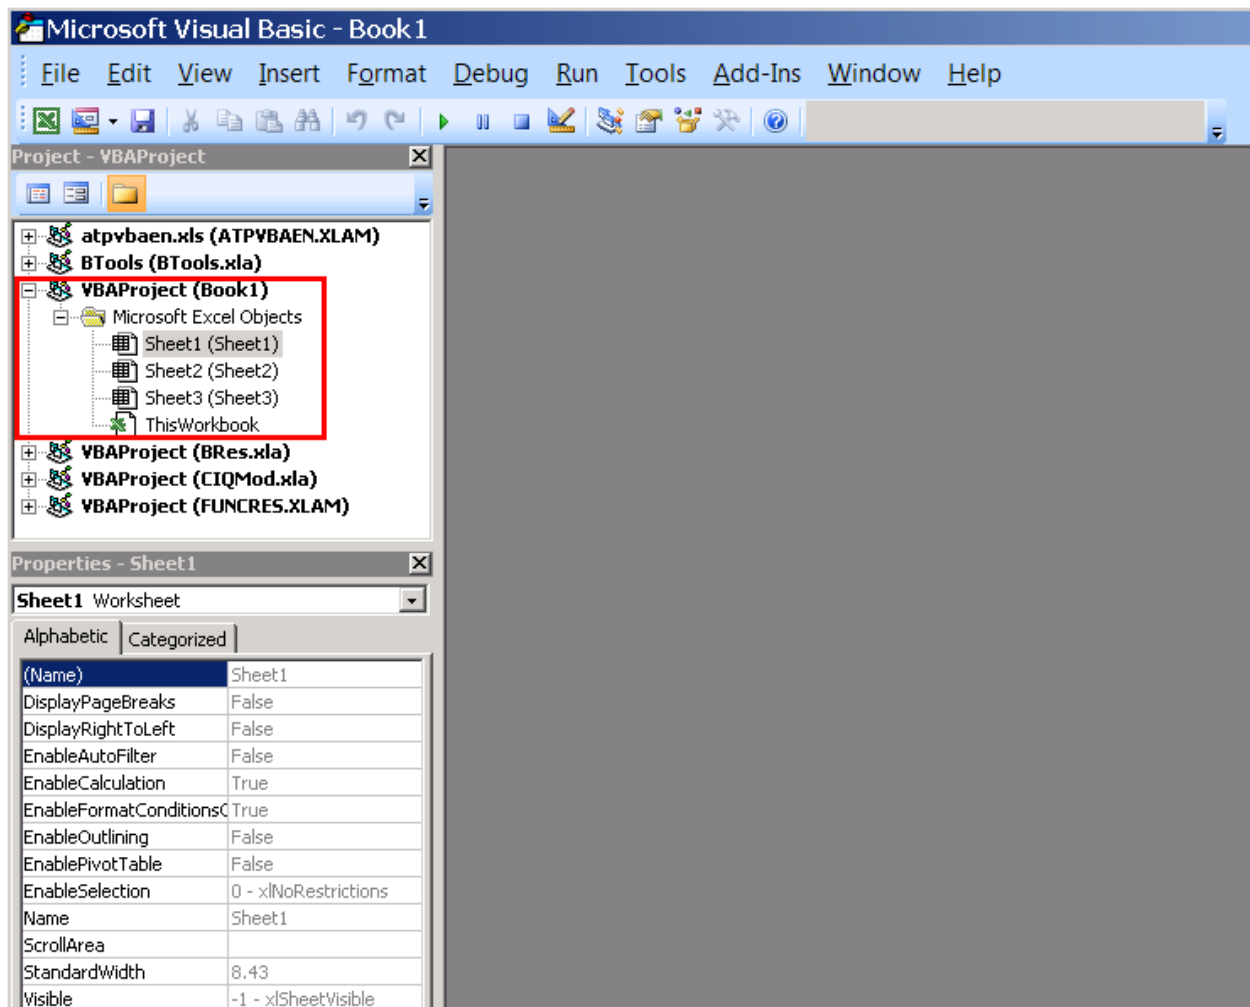 Microsoft Visual Basic - Book1
File Edit View Insert Format Debug Run Tools Add-Ins Window Help
Project - VBAProject
atpvbaen.xls (ATPVBAEN.XLAM)
BTools (BTools.xla)
VBAProject (Book1)
Microsoft Excel Objects
Sheet1 (Sheet1)
Sheet2 (Sheet2)
Sheet3 (Sheet3)
ThisWorkbook
VBAProject (BRes.xla)
VBAProject (CIQMod.xla)
VBAProject (FUNCRES.XLAM)
Properties - Sheet1
Sheet1 Worksheet
Alphabetic Categorized
(Name) Sheet1
DisplayPageBreaks False
DisplayRightToLeft False
EnableAutoFilter False
EnableCalculation True
EnableFormatConditionsC True
EnableOutlining False
EnablePivotTable False
EnableSelection 0 - xlNoRestrictions
Name Sheet1
ScrollArea
StandardWidth 8.43
Visible -1 - xlSheetVisible